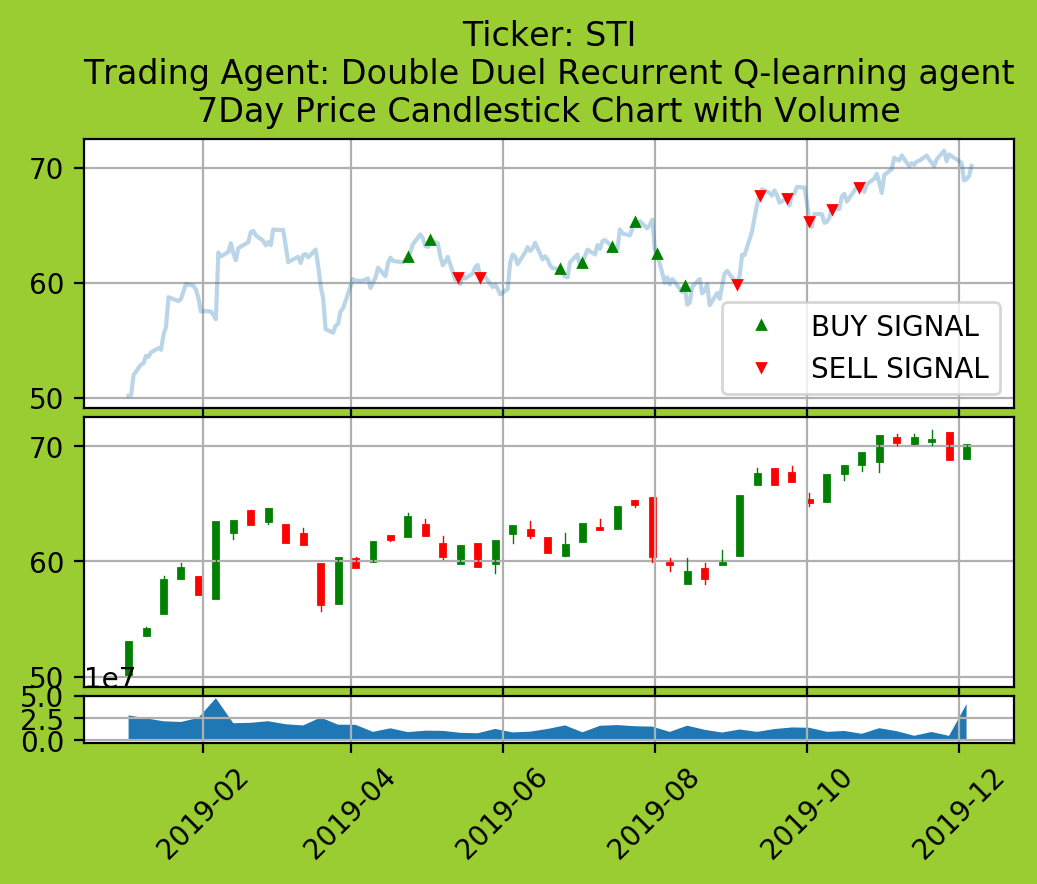 Ticker: STI
Trading Agent: Double Duel Recurrent Q-learning agent
7Day Price Candlestick Chart with Volume
70
60
50
BUY SIGNAL
SELL SIGNAL
70
60
50
1e7
5.0
2.5
0.0
2019-02
2019-04
2019-06
2019-08
2019-10
2019-12